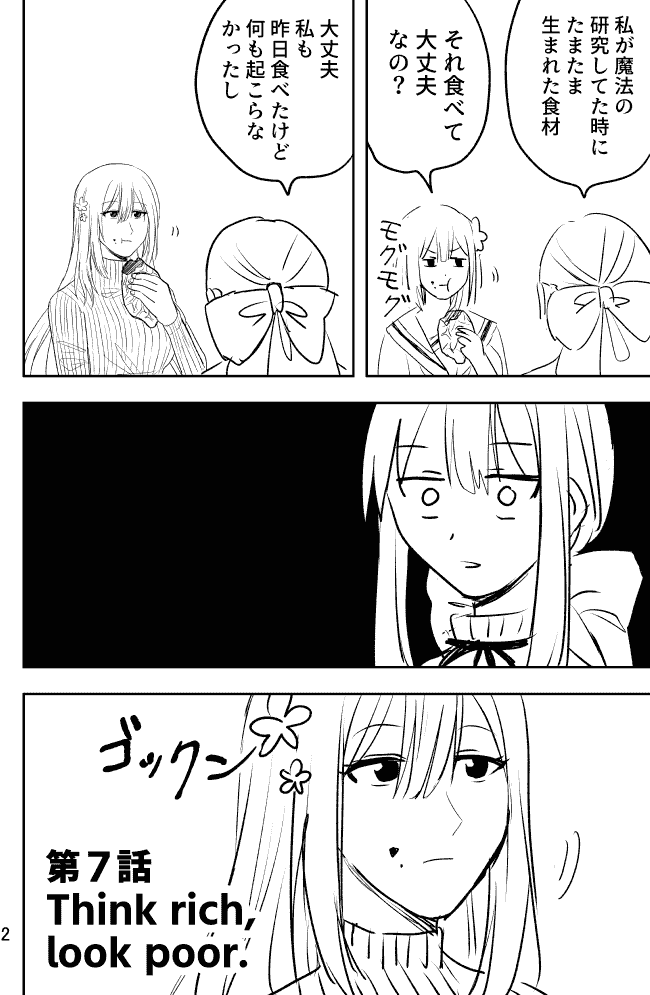 私が魔法の
研究してた時に
たまたま
生まれた食材
それ食べて
大丈夫
なの？
モグモグ
大丈夫
私も
昨日食べたけど
何も起こらな
かったし
ゴックン
第７話
Think rich,
look poor.
2